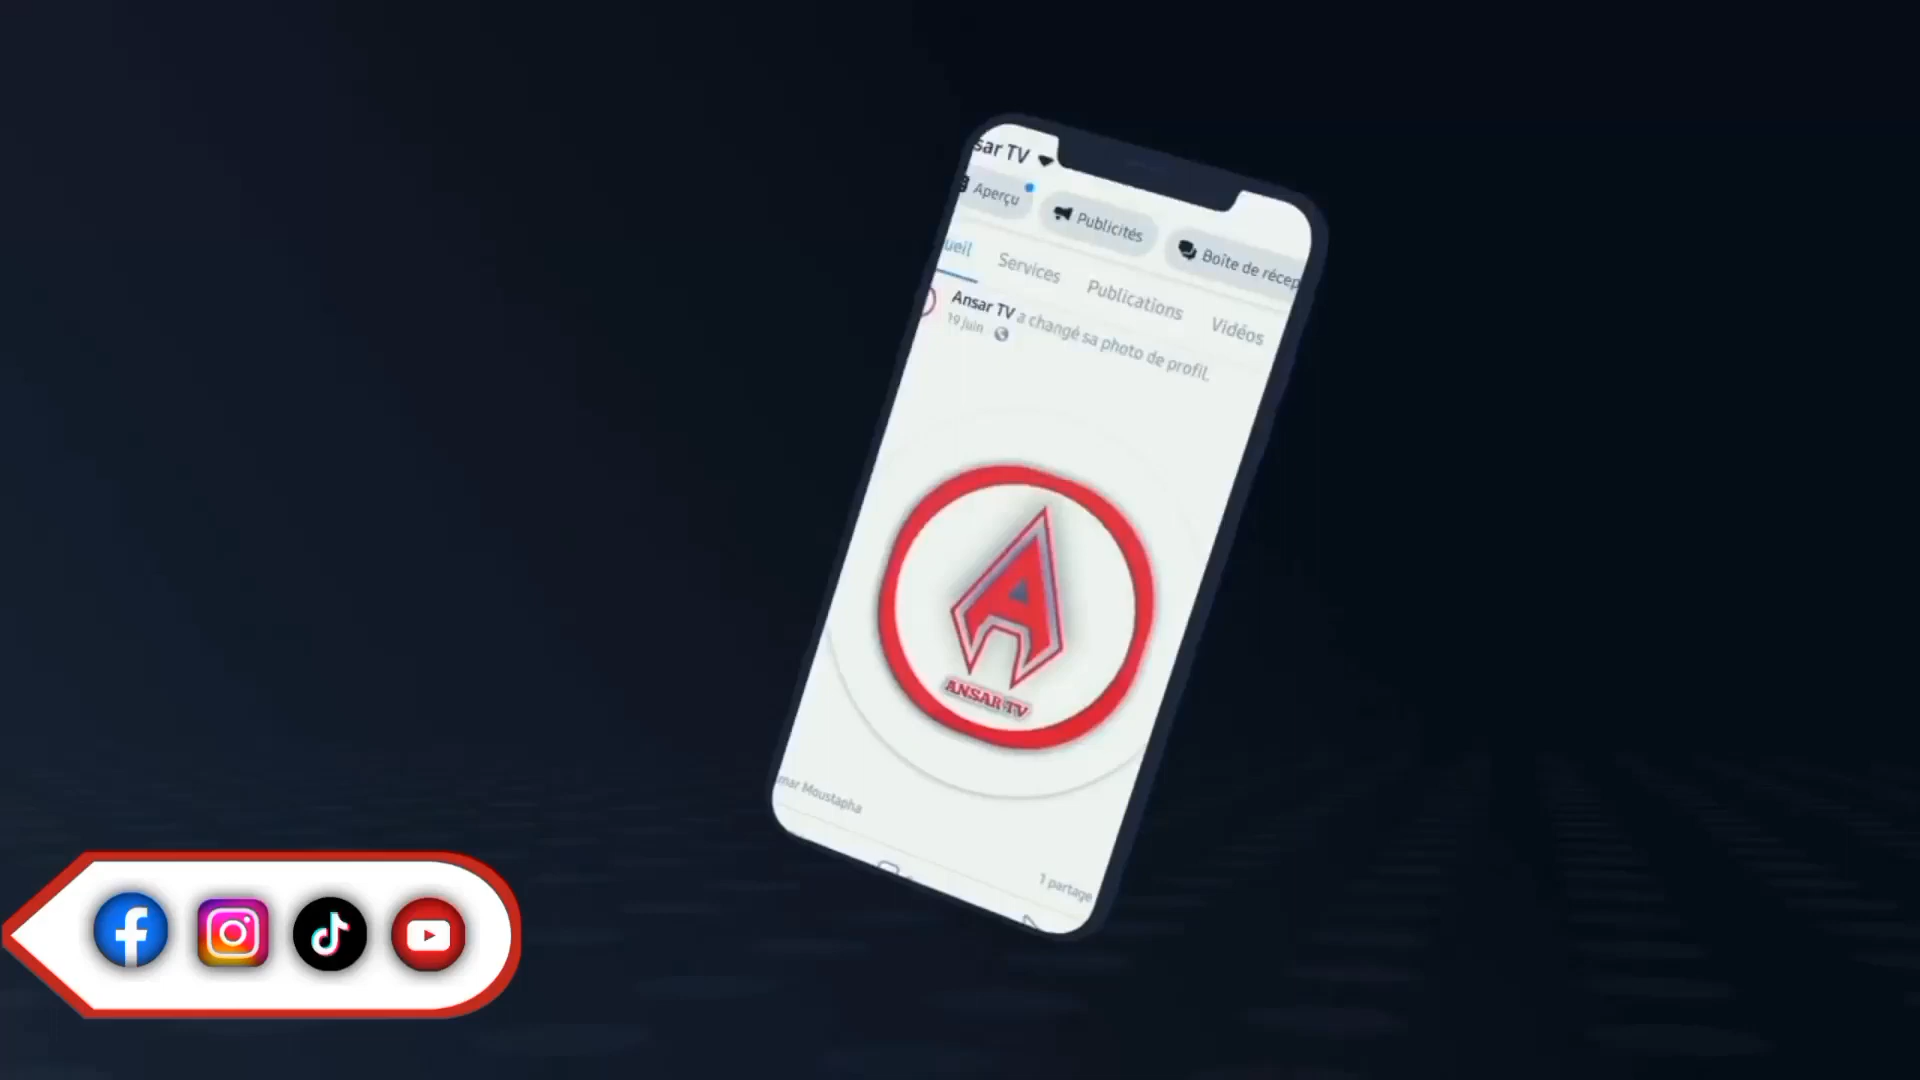 sar TV
Aperçu
Publicités
Boîte de récep
ueil
Services
Publications
Vidéos
Ansar TV a changé sa photo de profil.
19 juin
A
ANSAR TV
mar Moustapha
1 partage